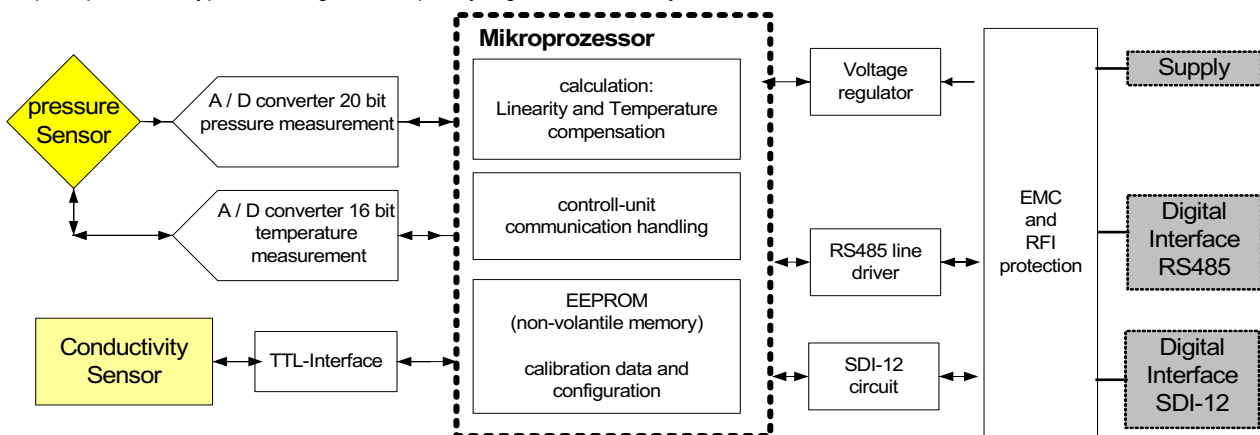 Mikroprozessor
pressure
Sensor
A / D converter 20 bit
pressure measurement
A / D converter 16 bit
temperature
measurement
Conductivity
Sensor
TTL-Interface
calculation:
Linearity and Temperature
compensation
controll-unit
communication handling
EEPROM
(non-volantile memory)
calibration data and
configuration
Voltage
regulator
RS485 line
driver
SDI-12
circuit
EMC
and
RFI
protection
Supply
Digital
Interface
RS485
Digital
Interface
SDI-12